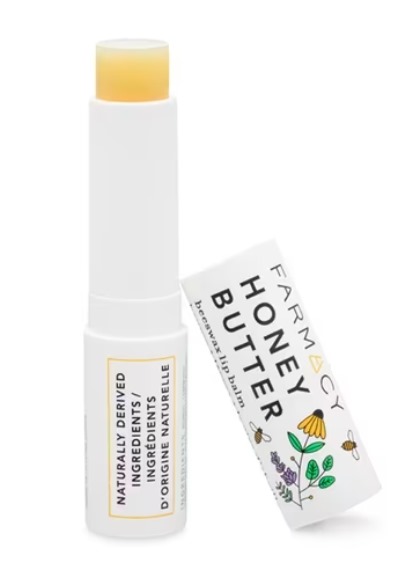 NATURALLY DERIVED
INGREDIENTS /
INGRÉDIENTS
D'ORIGINE NATURELLE
FARMACY
HONEY
BUTTER
beeswax lip balm